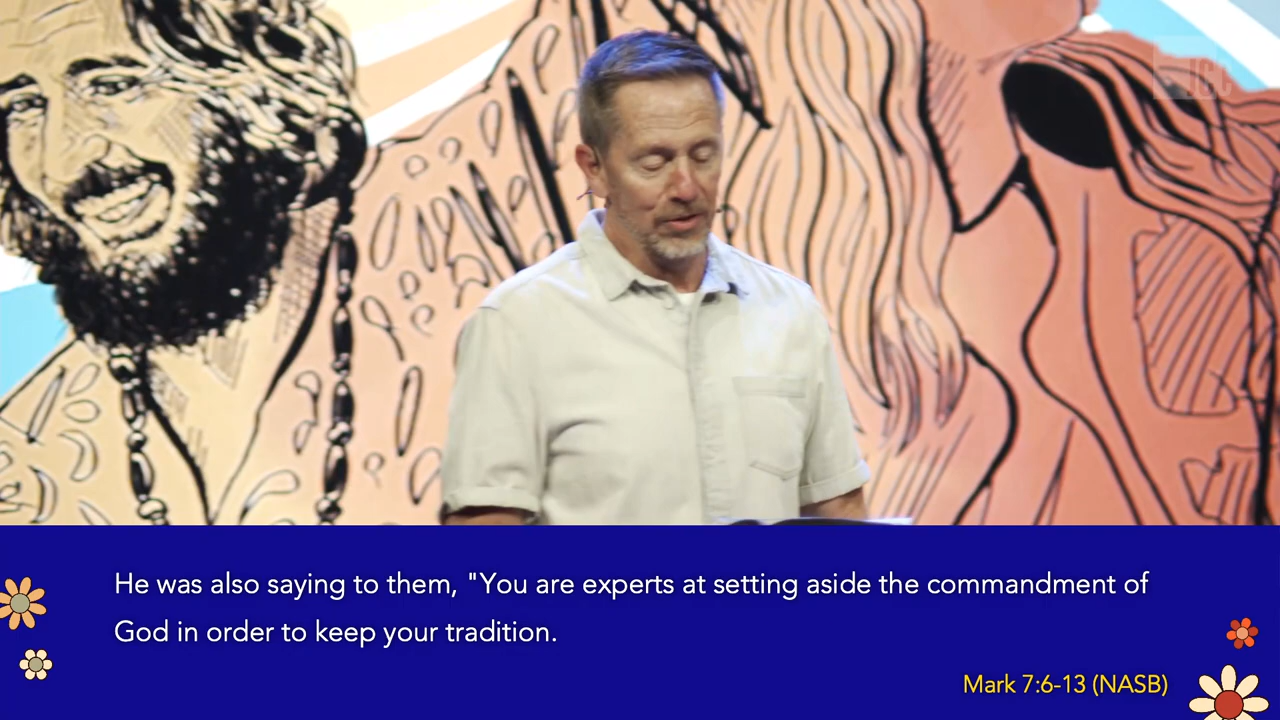 JCC
He was also saying to them, "You are experts at setting aside the commandment of
God in order to keep your tradition.
Mark 7:6-13 (NASB)